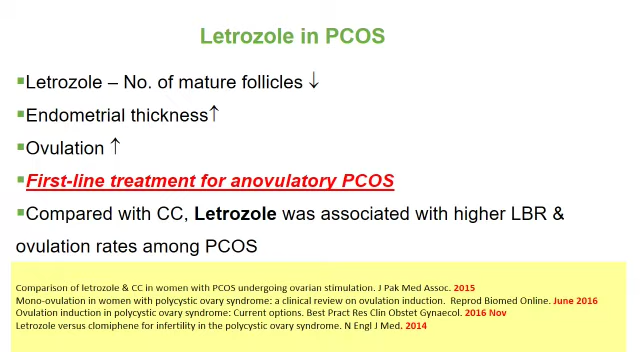 Letrozole in PCOS
▪Letrozole – No. of mature follicles ↓
▪Endometrial thickness↑
▪Ovulation ↑
▪First-line treatment for anovulatory PCOS
▪Compared with CC, Letrozole was associated with higher LBR &
ovulation rates among PCOS
Comparison of letrozole & CC in women with PCOS undergoing ovarian stimulation. J Pak Med Assoc. 2015
Mono-ovulation in women with polycystic ovary syndrome: a clinical review on ovulation induction. Reprod Biomed Online. June 2016
Ovulation induction in polycystic ovary syndrome: Current options. Best Pract Res Clin Obstet Gynaecol. 2016 Nov
Letrozole versus clomiphene for infertility in the polycystic ovary syndrome. N Engl J Med. 2014